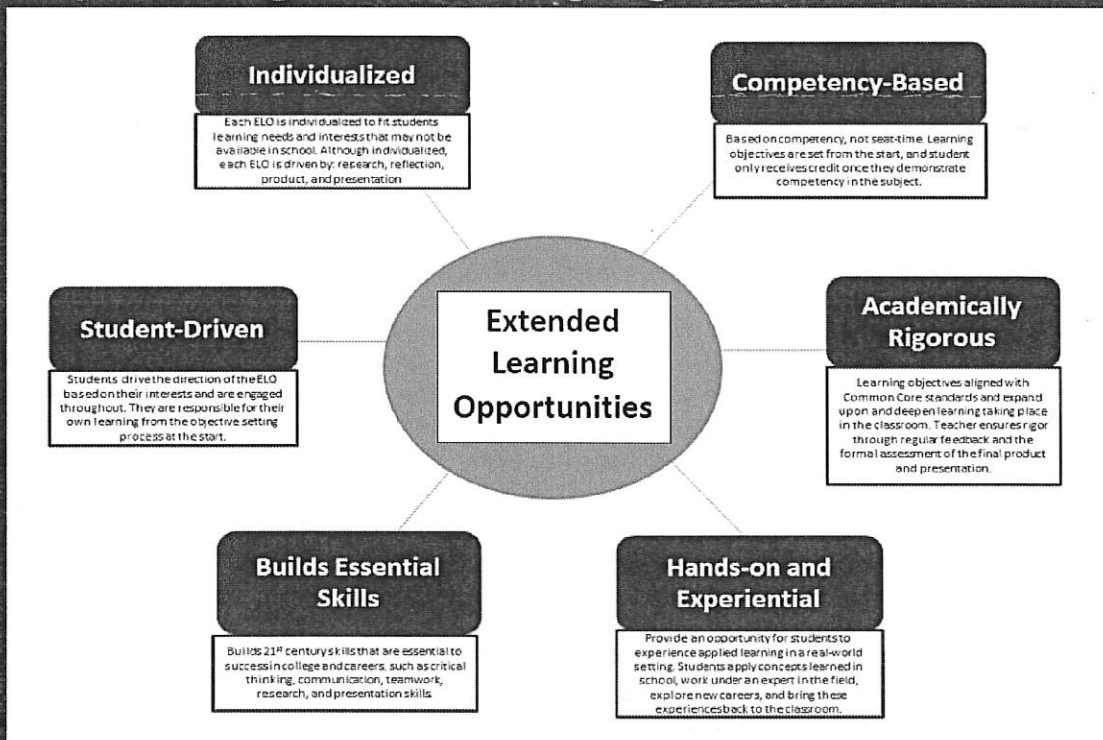 Individualized
Each ELO is individualized to fit students
learning needs and interests that may not be
available in school. Although individualized,
each ELO is driven by: research, reflection,
product, and presentation
Competency-Based
Based on competency, not seat-time. Learning
objectives are set from the start, and student
only receives credit once they demonstrate
competency in the subject.
Student-Driven
Students drive the direction of the ELO
based on their interests and are engaged
throughout. They are responsible for their
own learning from the objective setting
process at the start.
Extended
Learning
Opportunities
Academically
Rigorous
Learning objectives aligned with
Common Core standards and expand
upon and deepen learning taking place
in the classroom. Teacher ensures rigor
through regular feedback and the
formal assessment of the final product
and presentation.
Builds Essential
Skills
Builds 21st century skills that are essential to
success in college and careers, such as critical
thinking, communication, teamwork,
research, and presentation skills.
Hands-on and
Experiential
Provide an opportunity for students to
experience applied learning in a real-world
setting. Students apply concepts learned in
school, work under an expert in the field,
explore new careers, and bring these
experiences back to the classroom.